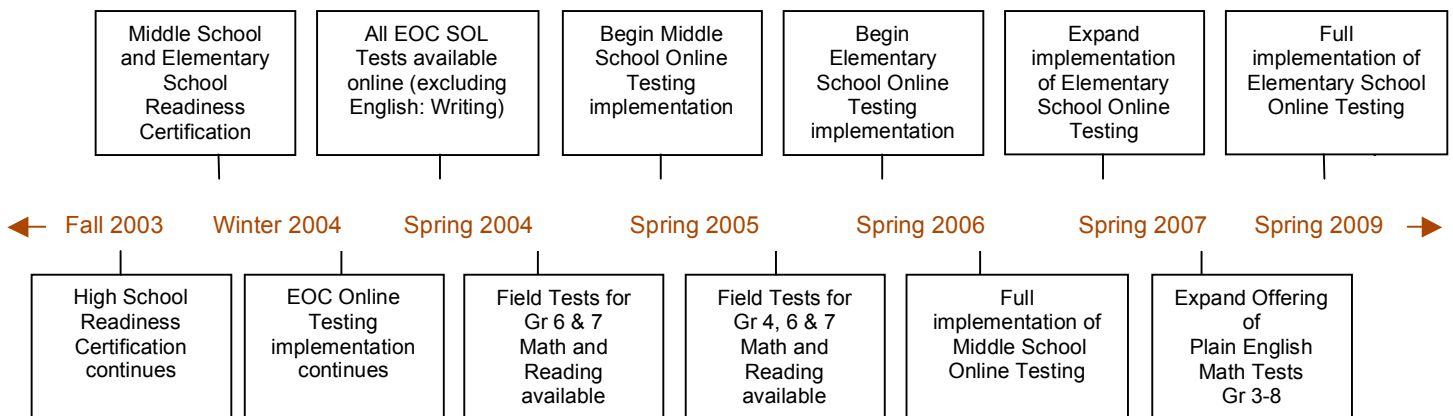 Middle School
and Elementary
School
Readiness
Certification
All EOC SOL
Tests available
online (excluding
English: Writing)
Begin Middle
School Online
Testing
implementation
Begin
Elementary
School Online
Testing
implementation
Expand
implementation
of Elementary
School Online
Testing
Full
implementation of
Elementary School
Online Testing
Fall 2003 Winter 2004 Spring 2004 Spring 2005 Spring 2006 Spring 2007 Spring 2009
High School
Readiness
Certification
continues
EOC Online
Testing
implementation
continues
Field Tests for
Gr 6 & 7
Math and
Reading
available
Field Tests for
Gr 4, 6 & 7
Math and
Reading
available
Full
implementation of
Middle School
Online Testing
Expand Offering
of
Plain English
Math Tests
Gr 3-8